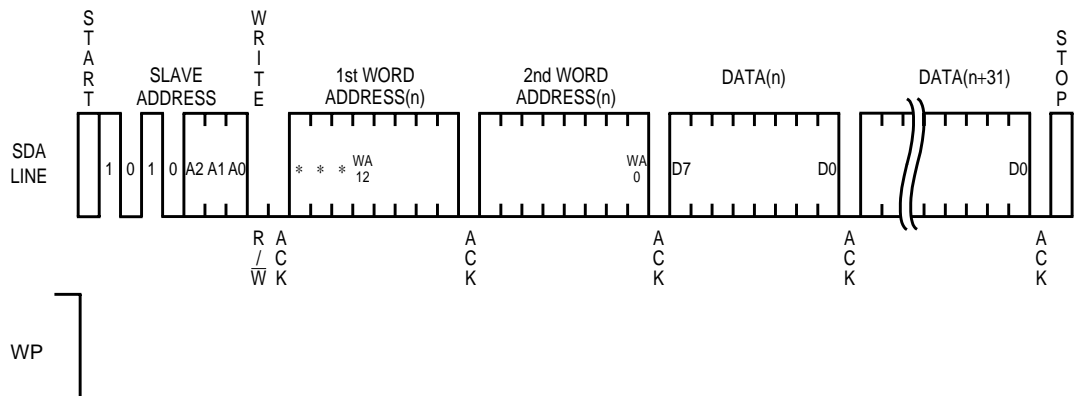 START
WRITE
STOP
SLAVE
ADDRESS
1st WORD
ADDRESS(n)
2nd WORD
ADDRESS(n)
DATA(n)
DATA(n+31)
SDA
LINE
1 0 1 0 A2 A1 A0
* * * WA
12
WA
0
D7
D0
D0
R/W
ACK
ACK
ACK
ACK
ACK
WP